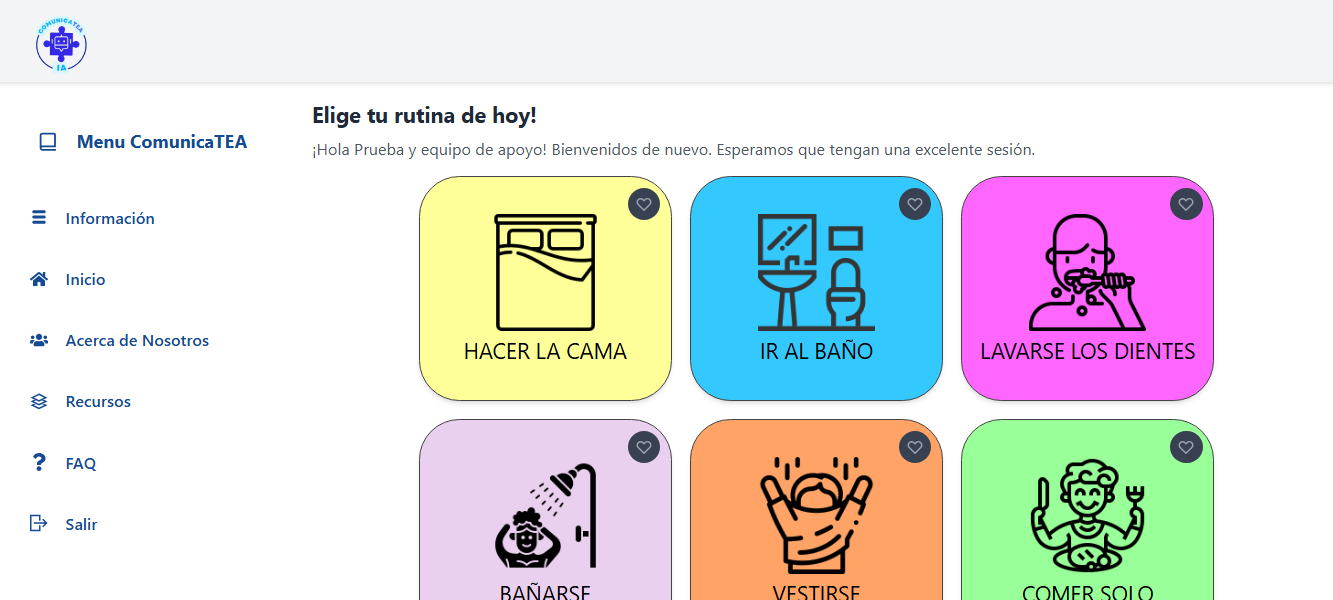 COMUNICATEA
IA
Menu ComunicaTEA
Información
Inicio
Acerca de Nosotros
Recursos
FAQ
Salir
Elige tu rutina de hoy!
¡Hola Prueba y equipo de apoyo! Bienvenidos de nuevo. Esperamos que tengan una excelente sesión.
HACER LA CAMA
IR AL BAÑO
LAVARSE LOS DIENTES
BAÑARSE
VESTIRSE
COMER SOLO